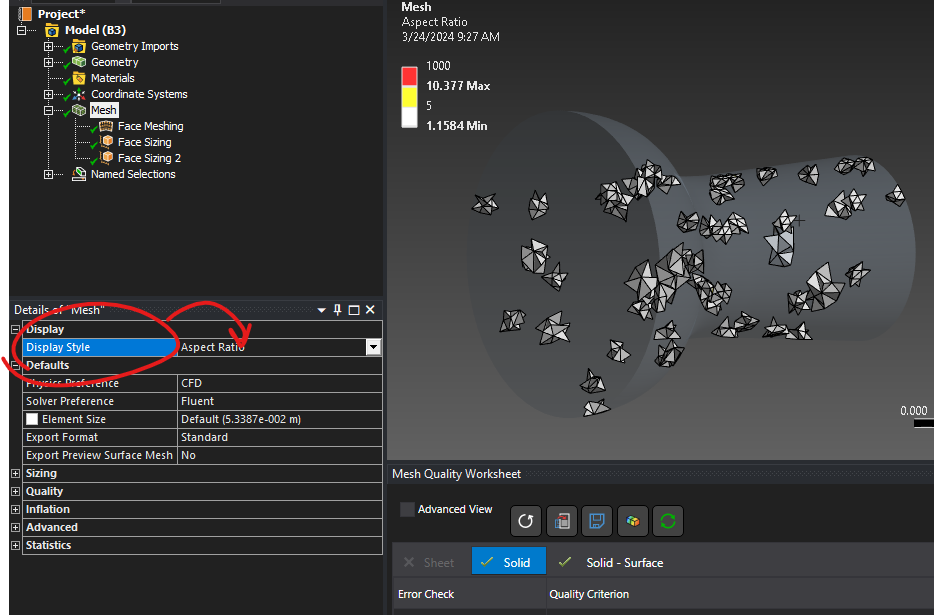 Project*
Model (B3)
Geometry Imports
Geometry
Materials
Coordinate Systems
Mesh
Face Meshing
Face Sizing
Face Sizing 2
Named Selections
Details of "Mesh"
Display
Display Style Aspect Ratio
Defaults
Physics Preference CFD
Solver Preference Fluent
Element Size Default (5.3387e-002 m)
Export Format Standard
Export Preview Surface Mesh No
Sizing
Quality
Inflation
Advanced
Statistics
Mesh
Aspect Ratio
3/24/2024 9:27 AM
1000
10.377 Max
5
1.1584 Min
0.000
Mesh Quality Worksheet
Advanced View
Sheet Solid Solid - Surface
Error Check Quality Criterion